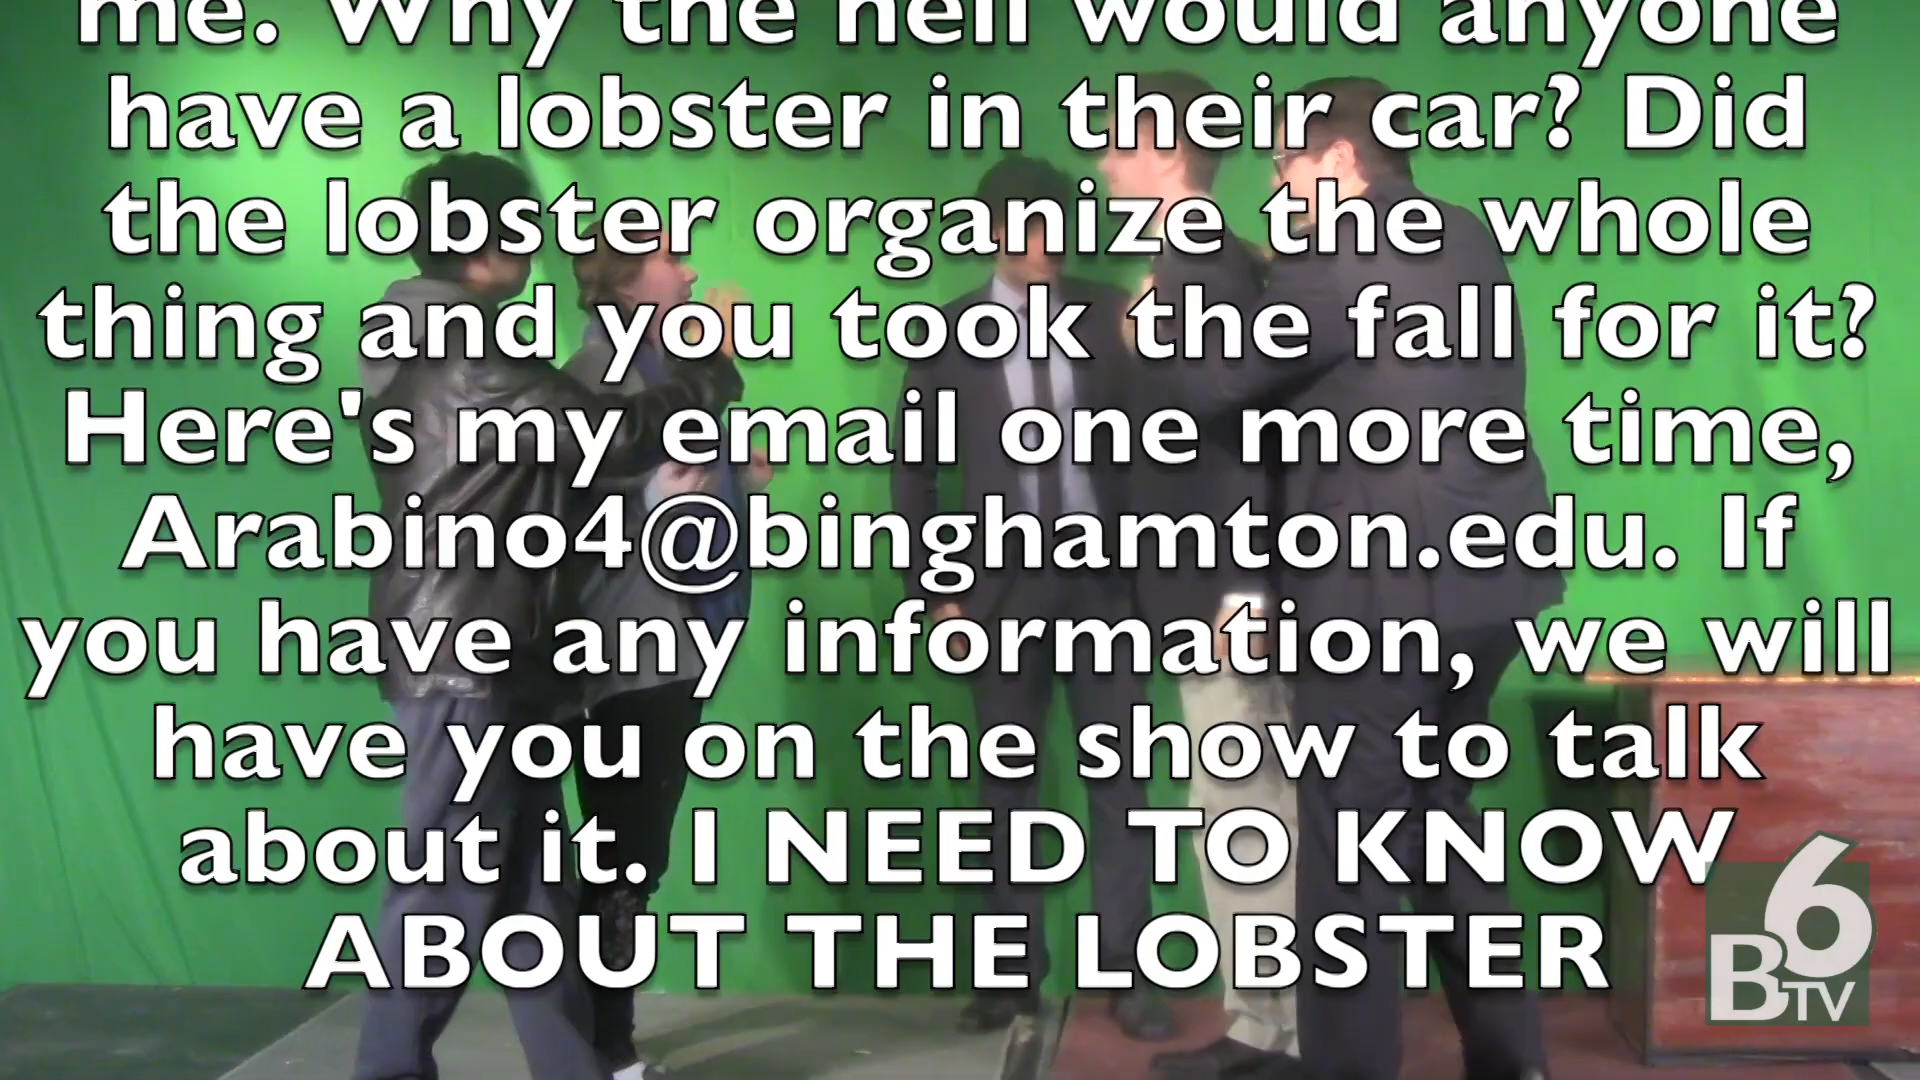 me. Why the hell would anyone
have a lobster in their car? Did
the lobster organize the whole
thing and you took the fall for it?
Here's my email one more time,
Arabino4@binghamton.edu. If
you have any information, we will
have you on the show to talk
about it. I NEED TO KNOW
ABOUT THE LOBSTER
6
BTV